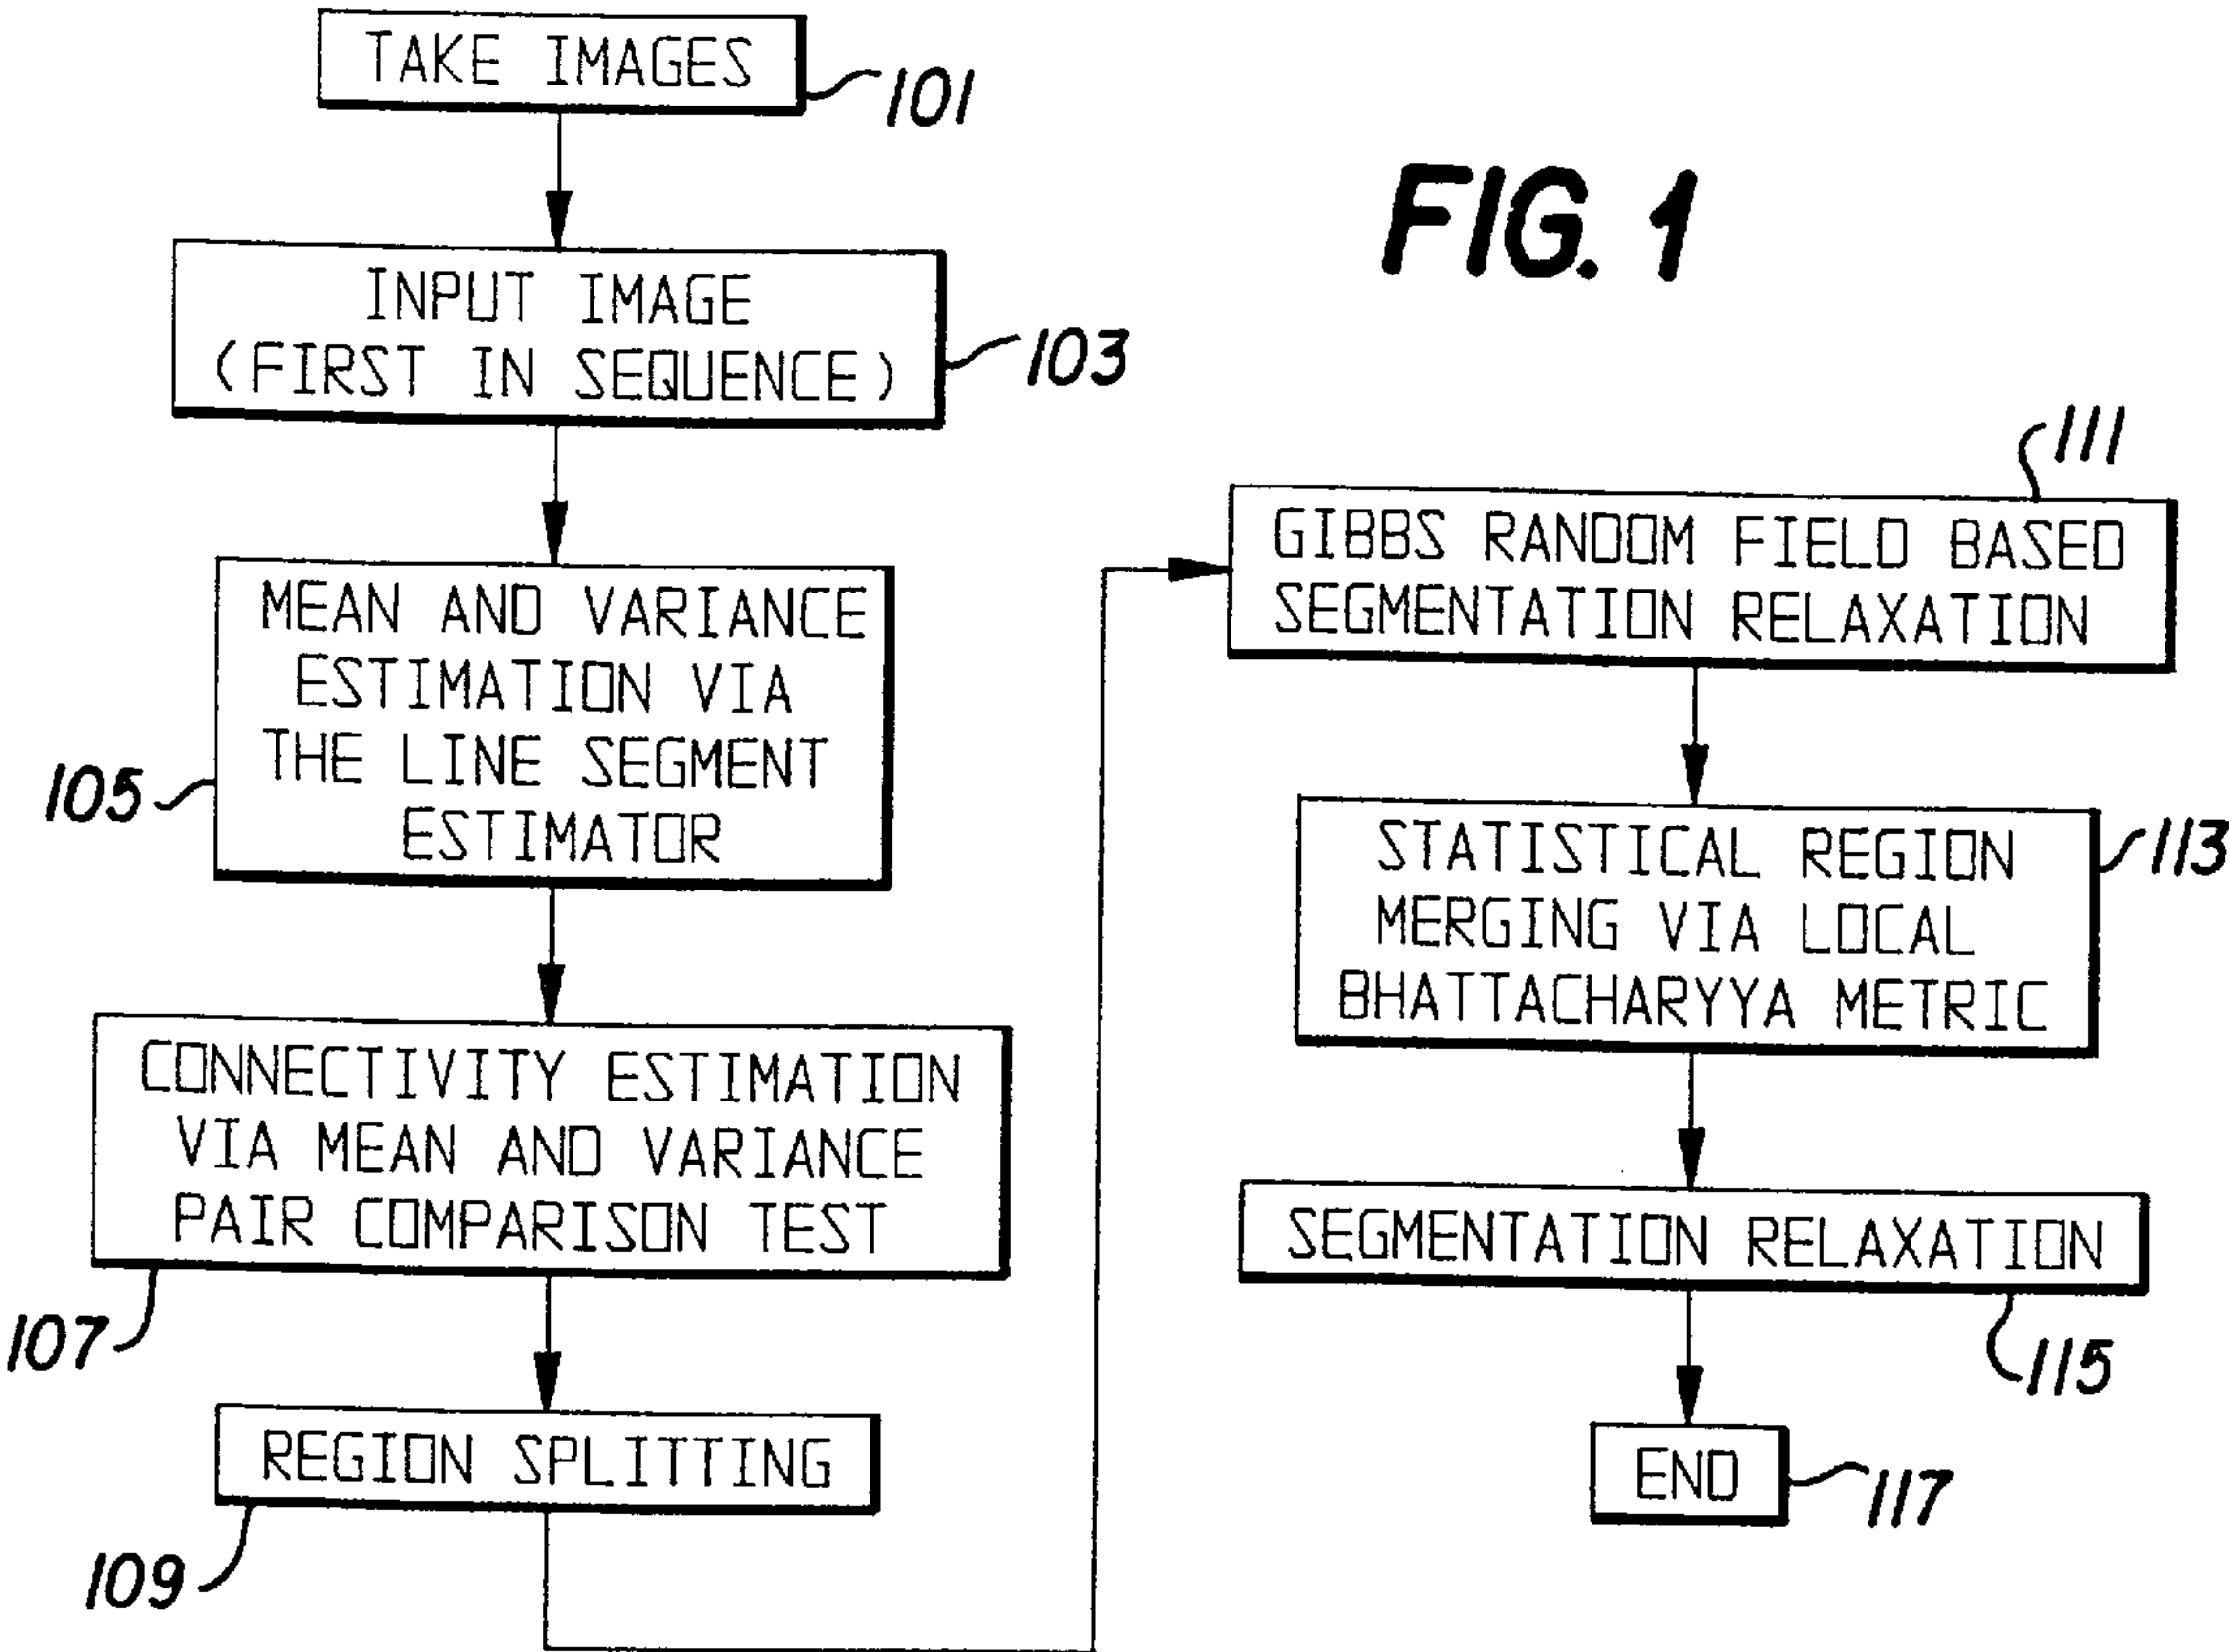 TAKE IMAGES
101
FIG. 1
INPUT IMAGE
(FIRST IN SEQUENCE)
103
MEAN AND VARIANCE
ESTIMATION VIA
THE LINE SEGMENT
ESTIMATOR
105
CONNECTIVITY ESTIMATION
VIA MEAN AND VARIANCE
PAIR COMPARISON TEST
107
REGION SPLITTING
109
111
GIBBS RANDOM FIELD BASED
SEGMENTATION RELAXATION
STATISTICAL REGION
MERGING VIA LOCAL
BHATTACHARYYA METRIC
113
SEGMENTATION RELAXATION
115
END
117